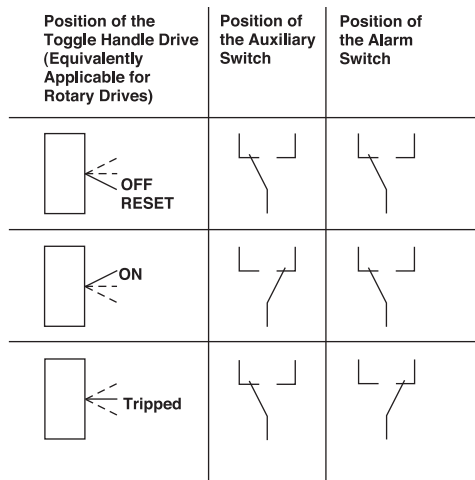 Position of the
Toggle Handle Drive
(Equivalently
Applicable for
Rotary Drives)
Position of
the Auxiliary
Switch
Position of
the Alarm
Switch
OFF
RESET
ON
Tripped